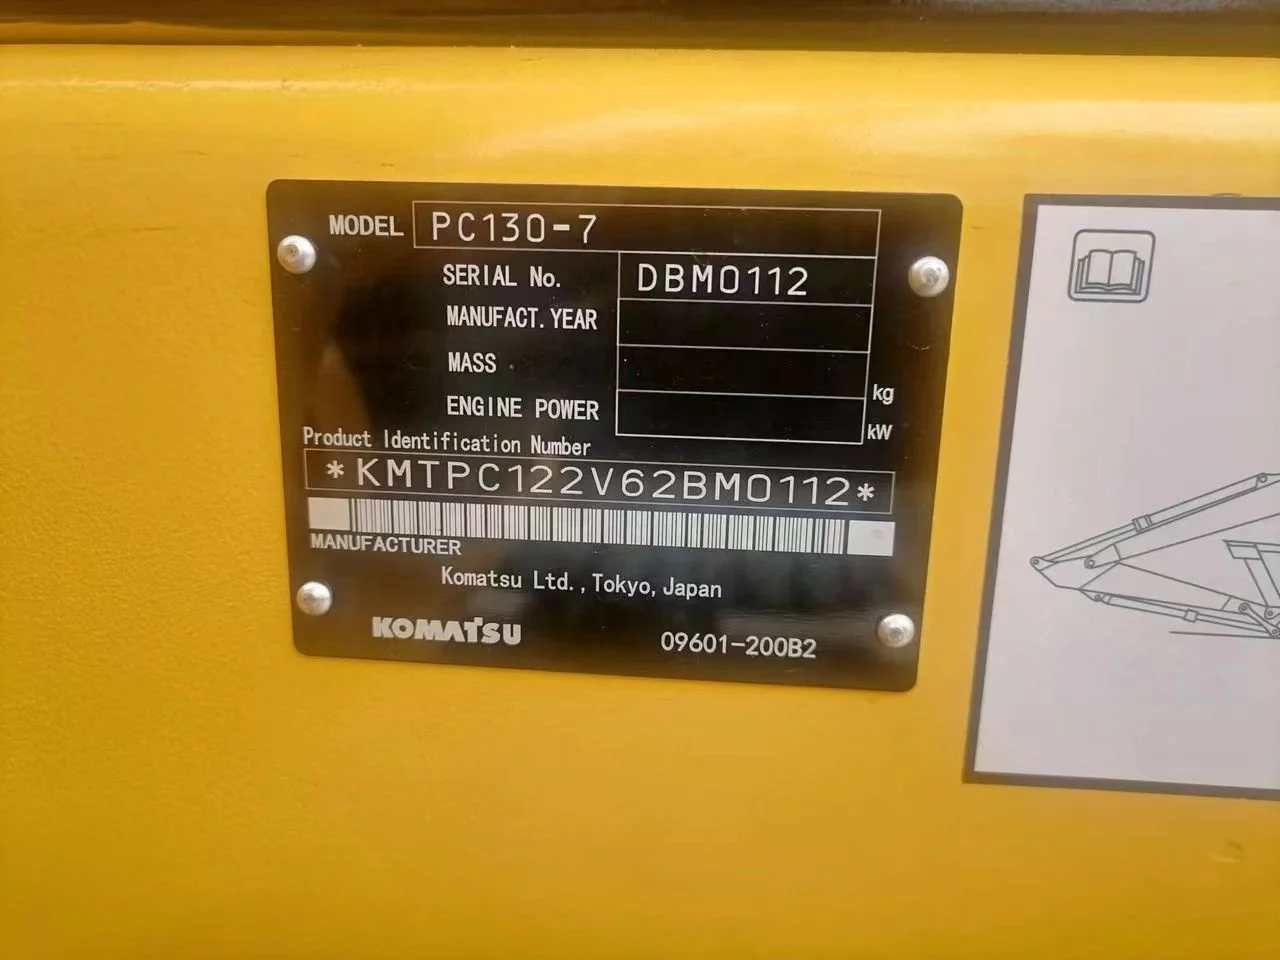 MODEL PC130-7
SERIAL No. DBM0112
MANUFACT. YEAR
MASS kg
ENGINE POWER kW
Product Identification Number
*KMTPC122V62BM0112*
MANUFACTURER
Komatsu Ltd., Tokyo, Japan
KOMATSU 09601-200B2